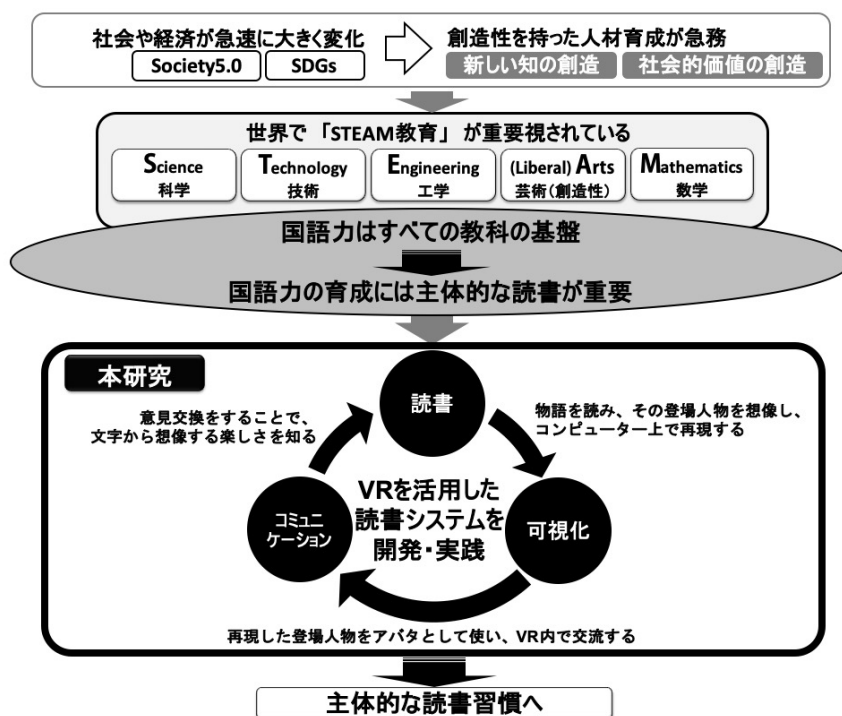 社会や経済が急速に大きく変化
Society5.0
SDGs
創造性を持った人材育成が急務
新しい知の創造
社会的価値の創造
世界で「STEAM教育」が重要視されている
Science
科学
Technology
技術
Engineering
工学
(Liberal) Arts
芸術(創造性)
Mathematics
数学
国語力はすべての教科の基盤
国語力の育成には主体的な読書が重要
本研究
読書
意見交換をすることで、
文字から想像する楽しさを知る
物語を読み、その登場人物を想像し、
コンピューター上で再現する
VRを活用した
読書システムを
開発・実践
コミュニ
ケーション
可視化
再現した登場人物をアバタとして使い、VR内で交流する
主体的な読書習慣へ